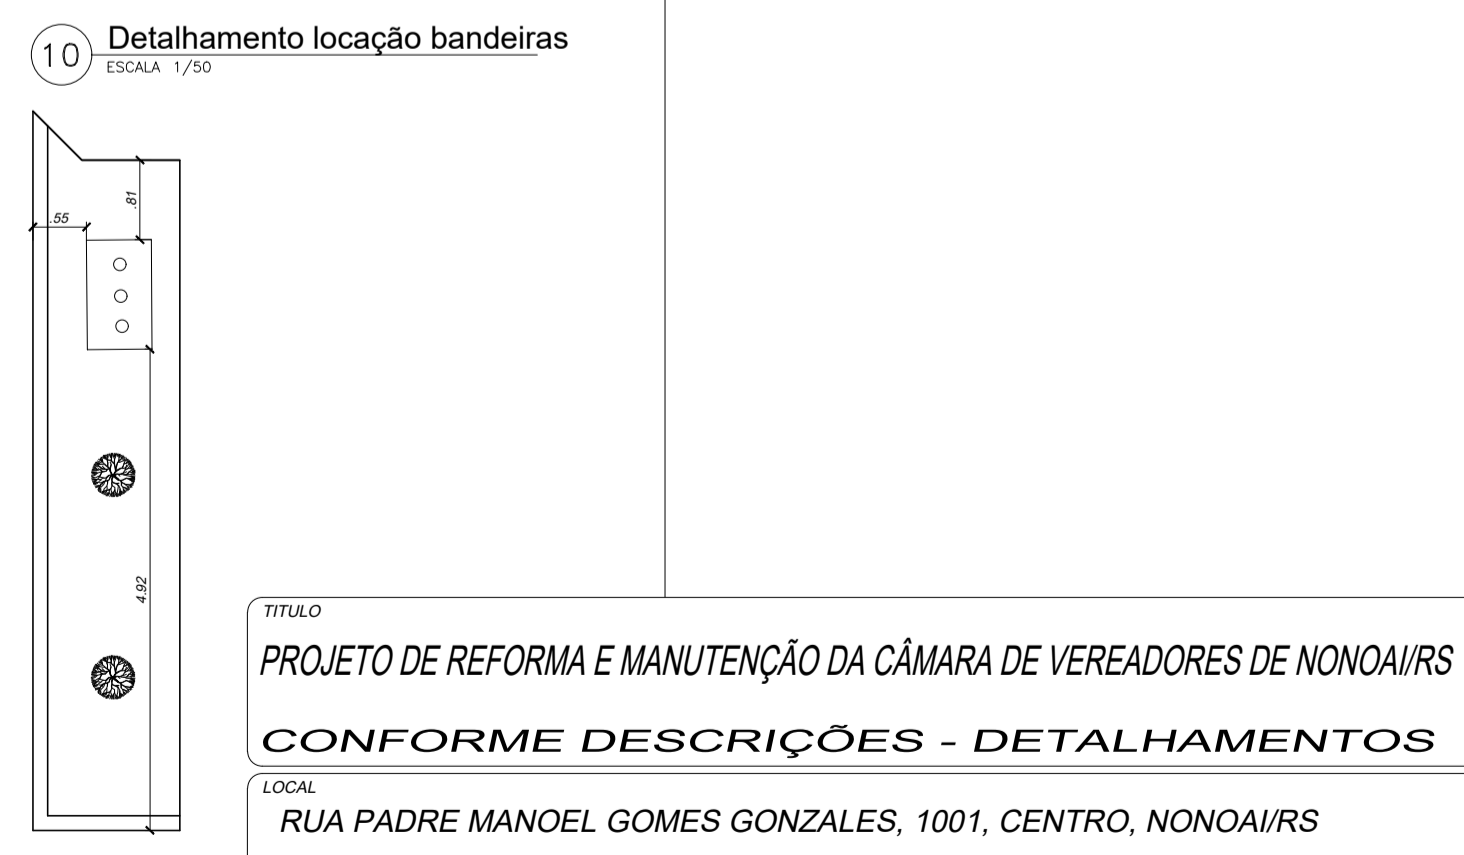 10
Detalhamento locação bandeiras
ESCALA 1/50
.81
.55
4.92
TITULO
PROJETO DE REFORMA E MANUTENÇÃO DA CÂMARA DE VEREADORES DE NONOAI/RS
CONFORME DESCRIÇÕES - DETALHAMENTOS
LOCAL
RUA PADRE MANOEL GOMES GONZALES, 1001, CENTRO, NONOAI/RS